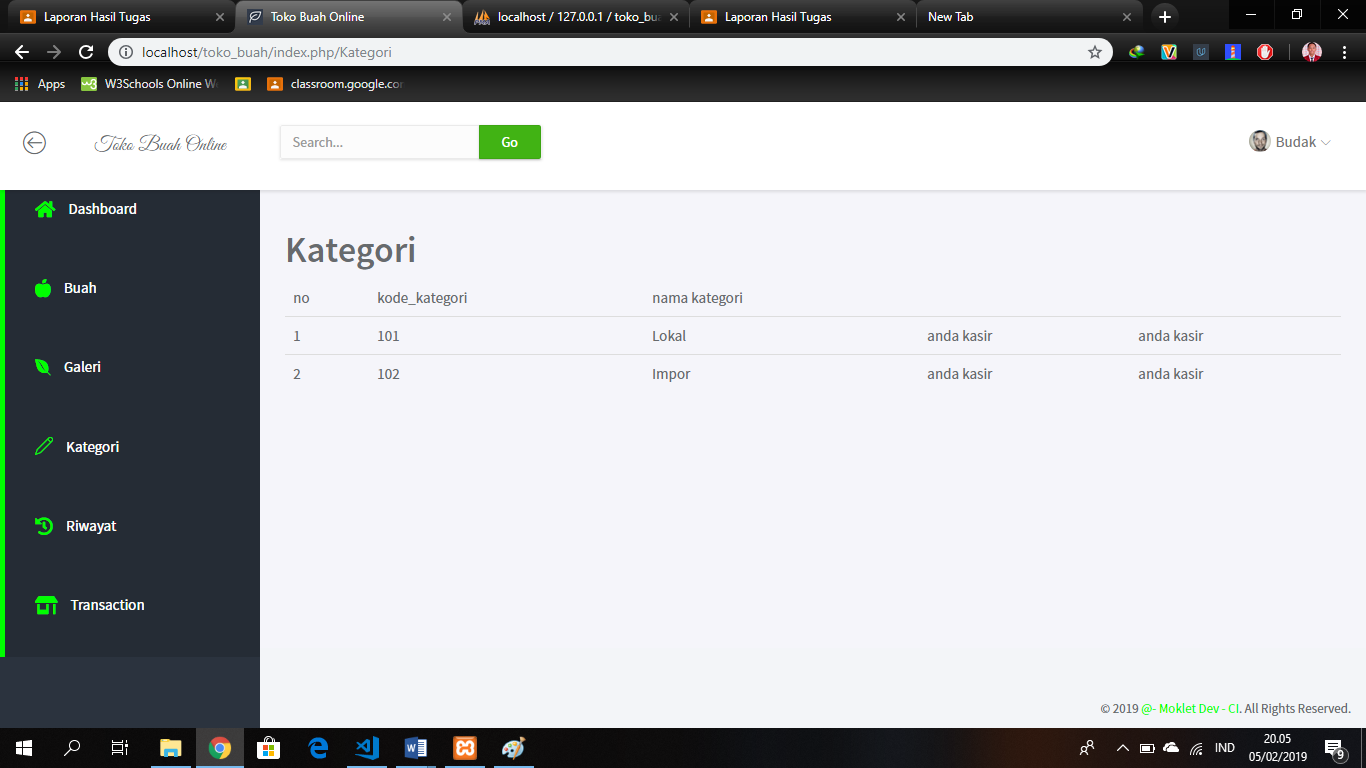 Laporan Hasil Tugas
Toko Buah Online
localhost / 127.0.0.1 / toko_bua
Laporan Hasil Tugas
New Tab
localhost/toko_buah/index.php/Kategori
Apps
W3Schools Online We
classroom.google.com
Toko Buah Online
Search...
Go
Budak
Dashboard
Buah
Galeri
Kategori
Riwayat
Transaction
Kategori
no kode_kategori nama kategori
1 101 Lokal anda kasir anda kasir
2 102 Impor anda kasir anda kasir
© 2019 @- Moklet Dev - CI. All Rights Reserved.
IND
20.05
05/02/2019
9